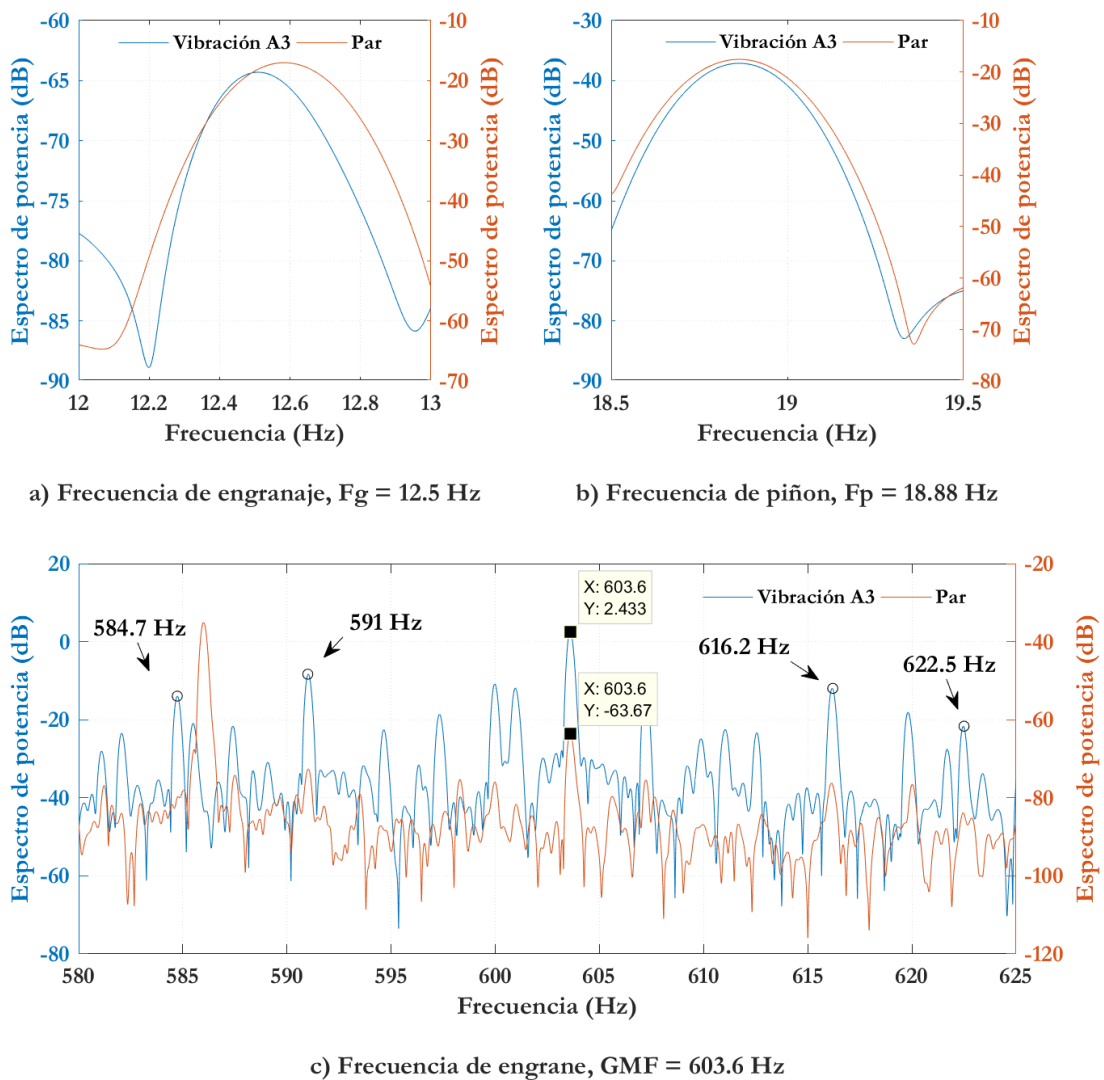 Vibración A3 Par
Espectro de potencia (dB)
-60
-65
-70
-75
-80
-85
-90
-10
-20
-30
-40
-50
-60
-70
Espectro de potencia (dB)
12 12.2 12.4 12.6 12.8 13
Frecuencia (Hz)
a) Frecuencia de engranaje, Fg = 12.5 Hz
Vibración A3 Par
Espectro de potencia (dB)
-30
-40
-50
-60
-70
-80
-90
-10
-20
-30
-40
-50
-60
-70
-80
Espectro de potencia (dB)
18.5 19 19.5
Frecuencia (Hz)
b) Frecuencia de piñon, Fp = 18.88 Hz
Vibración A3 Par
Espectro de potencia (dB)
20
0
-20
-40
-60
-80
584.7 Hz
591 Hz
X: 603.6
Y: 2.433
X: 603.6
Y: -63.67
616.2 Hz
622.5 Hz
-20
-40
-60
-80
-100
-120
Espectro de potencia (dB)
580 585 590 595 600 605 610 615 620 625
Frecuencia (Hz)
c) Frecuencia de engrane, GMF = 603.6 Hz